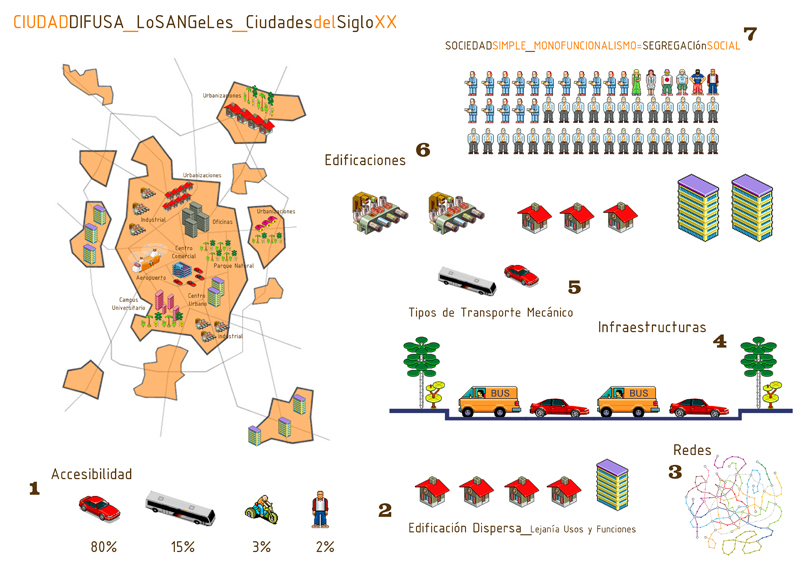 CIUDADDIFUSA_LoSANGeLes_CiudadesdelSigloXX
7
SOCIEDADSIMPLE_MONOFUNCIONALISMO=SEGREGACIónSOCIAL
Urbanizaciones
Edificaciones 6
Urbanizaciones
Industrial
Oficinas
Urbanizaciones
Centro
Comercial
Parque Natural
Aeropuerto
Campus
Universitario
Centro
Urbano
Industrial
5
Tipos de Transporte Mecánico
Infraestructuras
4
BUS
BUS
Redes
3
1 Accesibilidad
80% 15% 3% 2%
2
Edificación Dispersa_Lejanía Usos y Funciones